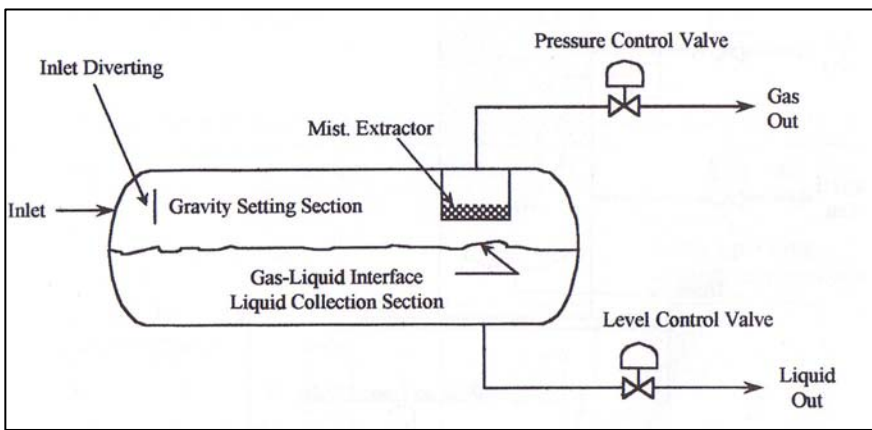 Pressure Control Valve
Inlet Diverting
Gas
Out
Mist. Extractor
Inlet
Gravity Setting Section
Gas-Liquid Interface
Liquid Collection Section
Level Control Valve
Liquid
Out